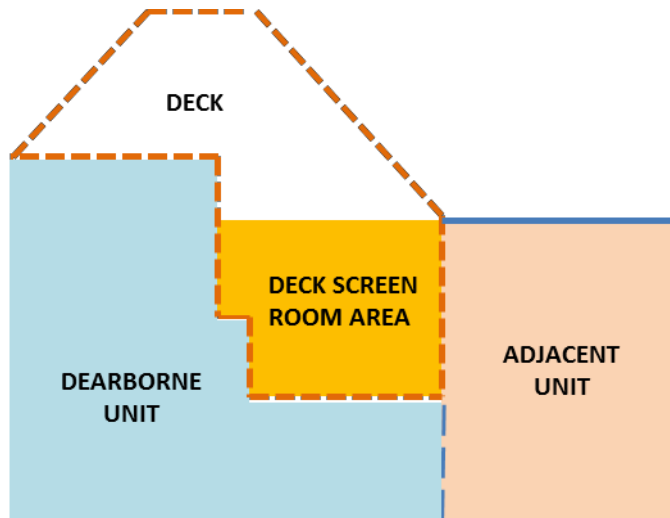 DECK
DECK SCREEN
ROOM AREA
ADJACENT
UNIT
DEARBORNE
UNIT